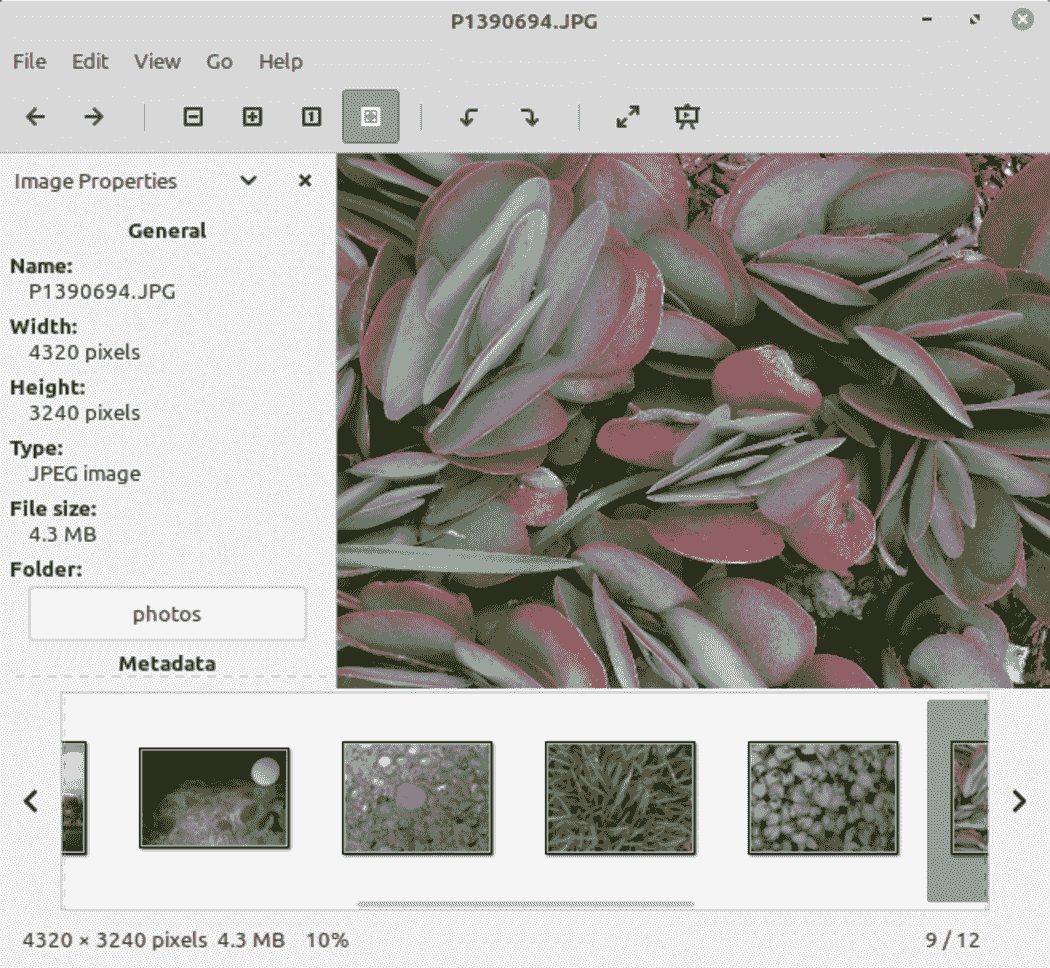 P1390694.JPG
File Edit View Go Help
Image Properties
General
Name:
P1390694.JPG
Width:
4320 pixels
Height:
3240 pixels
Type:
JPEG image
File size:
4.3 MB
Folder:
photos
Metadata
4320 × 3240 pixels 4.3 MB 10%
9 / 12